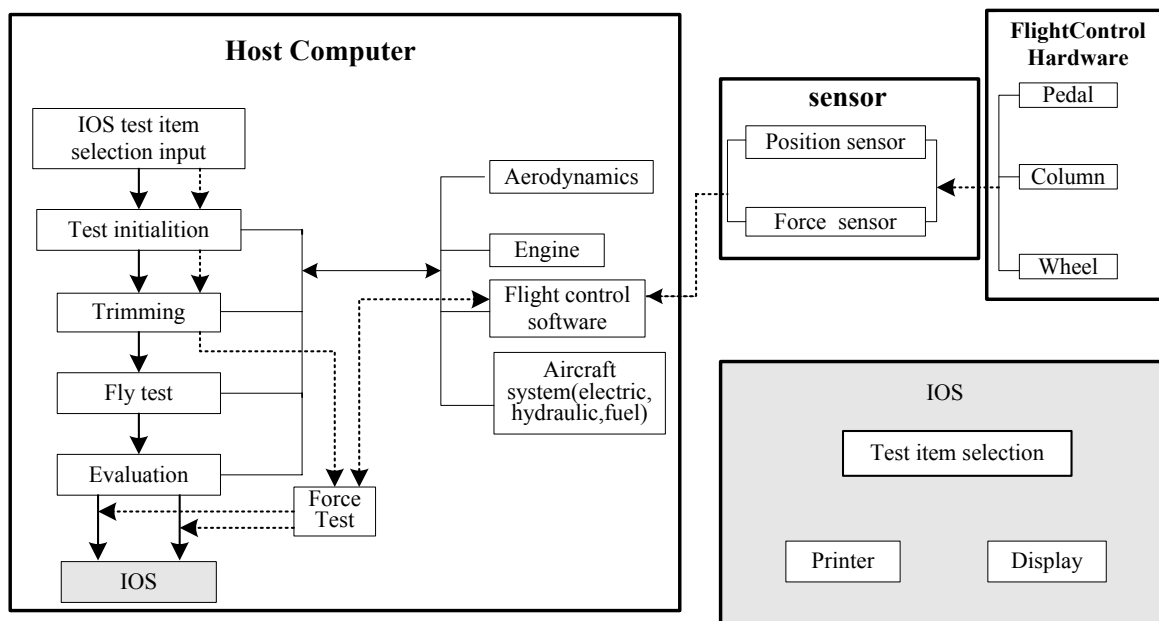 Host Computer
IOS test item
selection input
Test initialition
Trimming
Fly test
Evaluation
IOS
Force
Test
Aerodynamics
Engine
Flight control
software
Aircraft
system(electric,
hydraulic,fuel)
sensor
Position sensor
Force sensor
FlightControl
Hardware
Pedal
Column
Wheel
IOS
Test item selection
Printer
Display